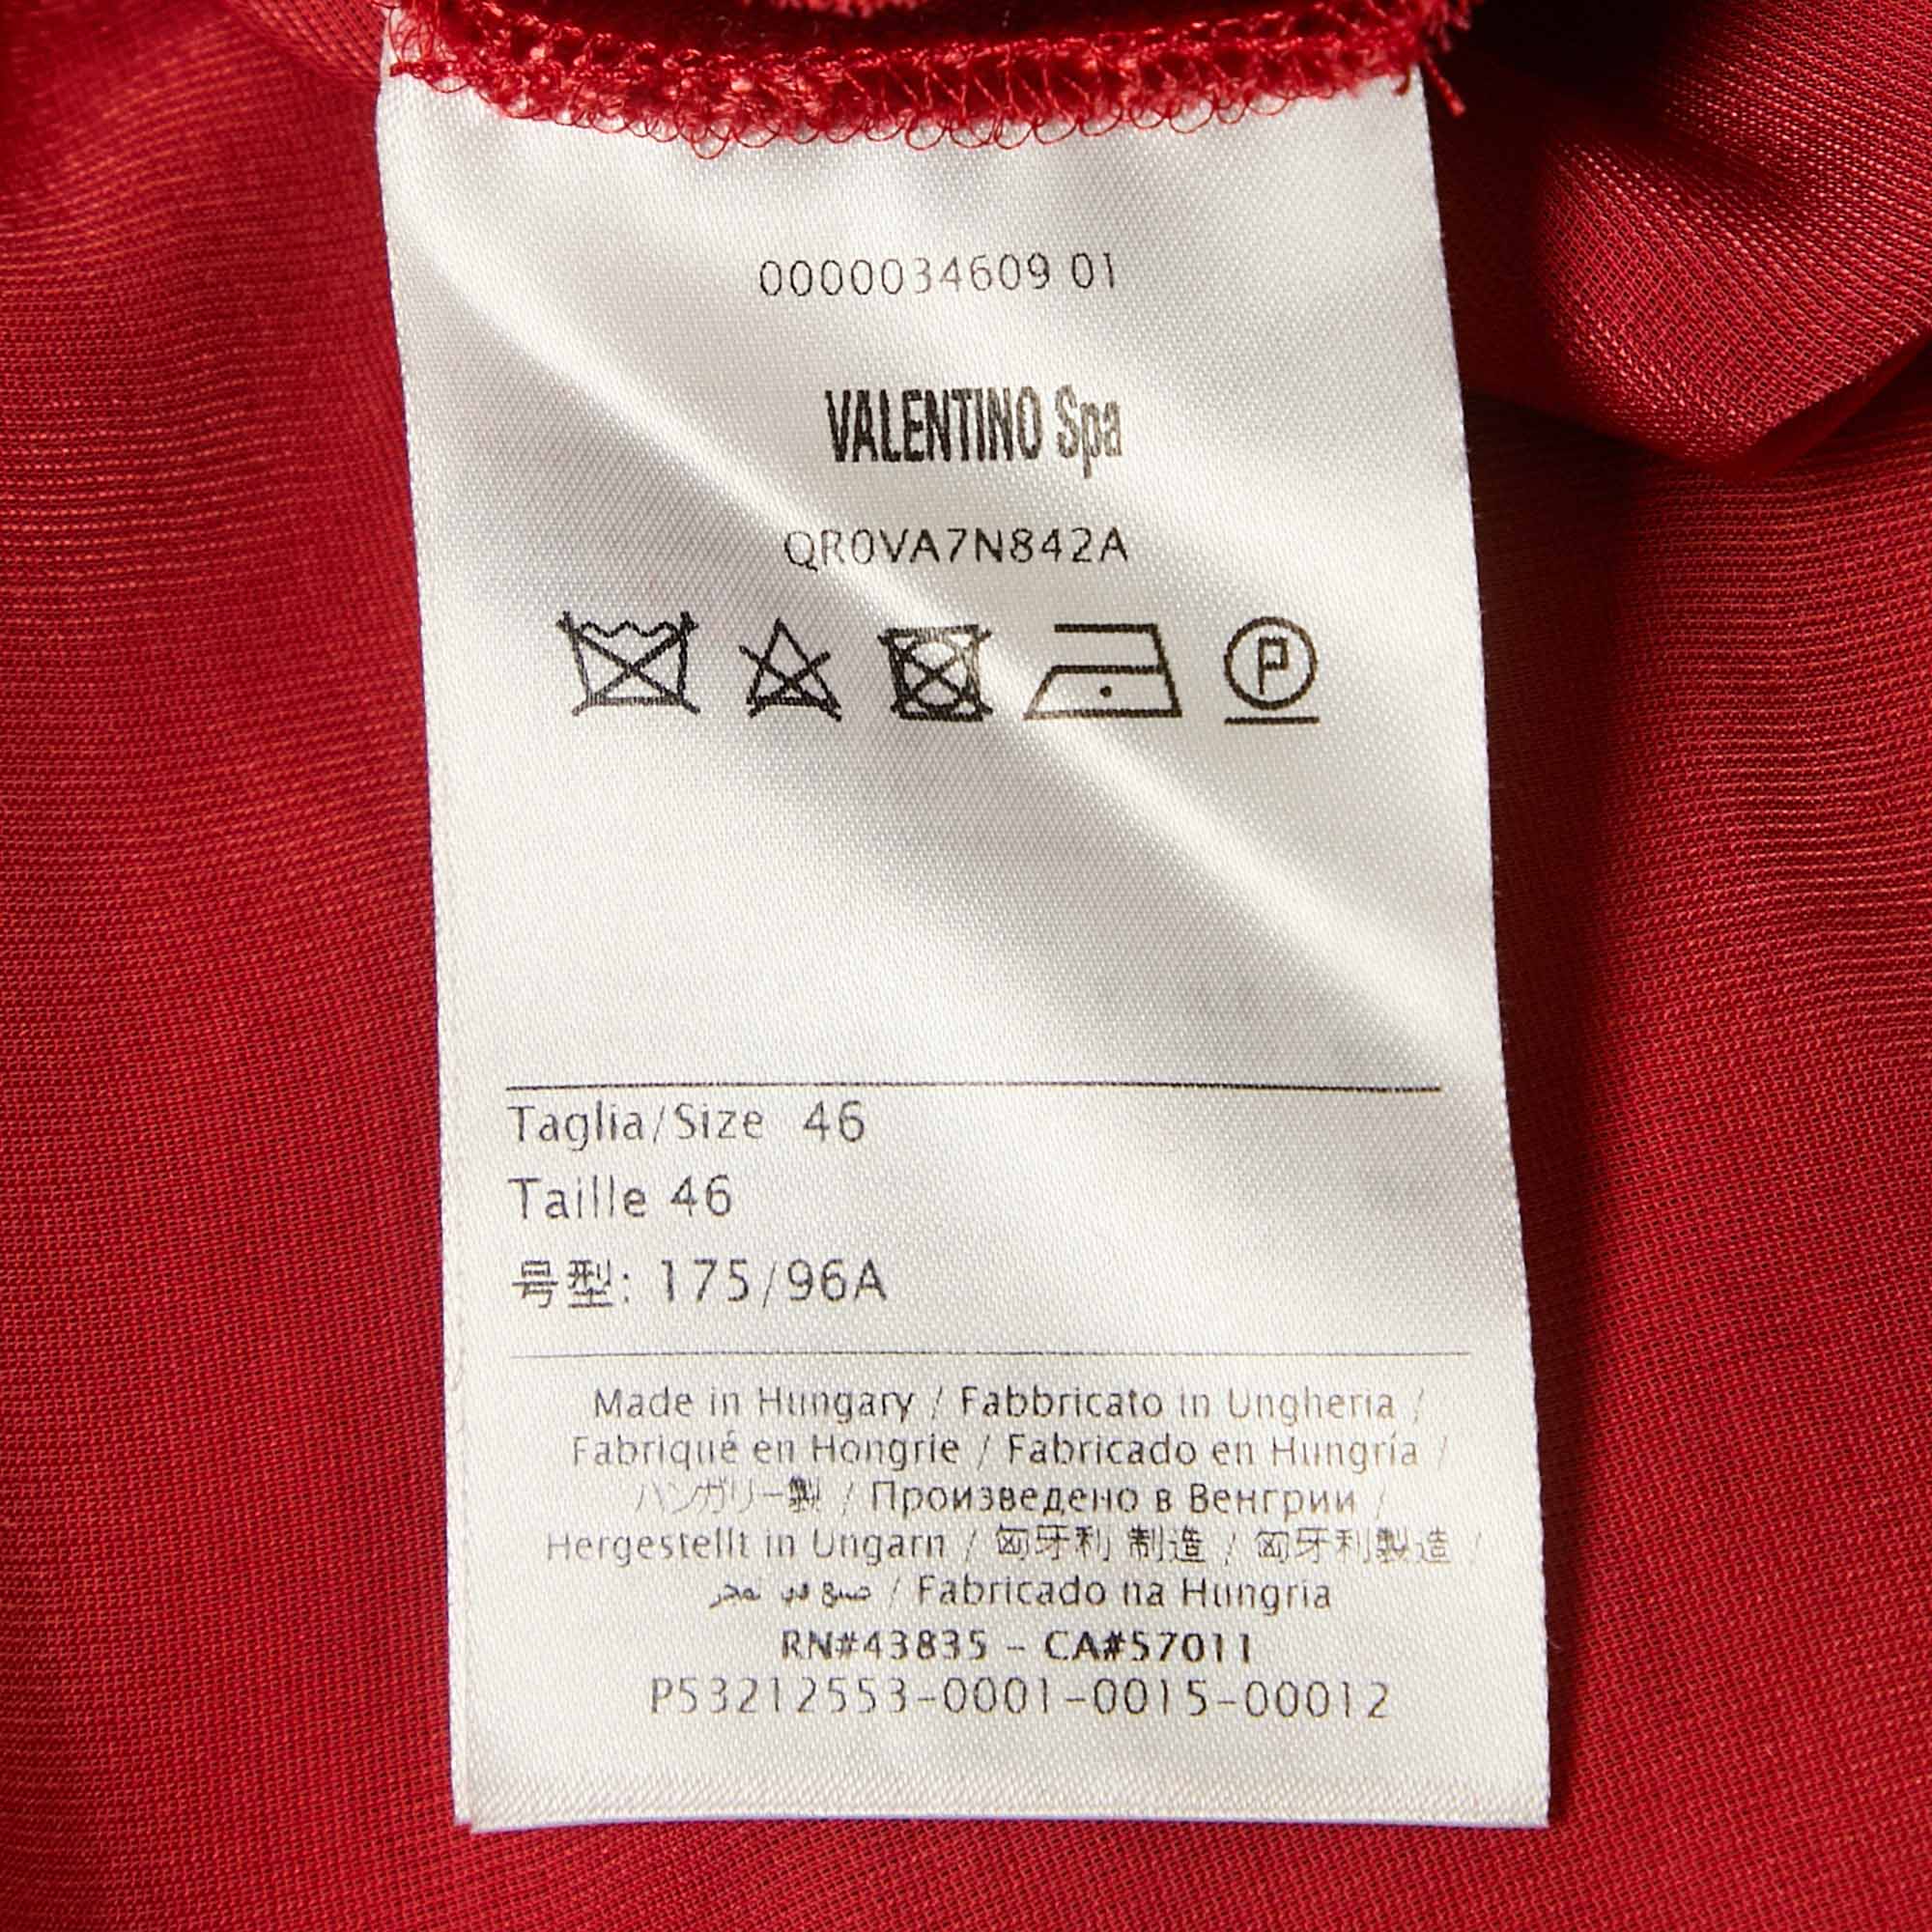 0000034609 01
VALENTINO Spa
QR0VA7N842A
P
Taglia/Size 46
Taille 46
号型: 175/96A
Made in Hungary / Fabbricato in Ungheria /
Fabriqué en Hongrie / Fabricado en Hungría /
ハンガリー製 / Произведено в Венгрии /
Hergestellt in Ungarn / 匈牙利 制造 / 匈牙利製造 /
صنع في / Fabricado na Hungria
RN#43835 - CA#57011
P53212553-0001-0015-00012